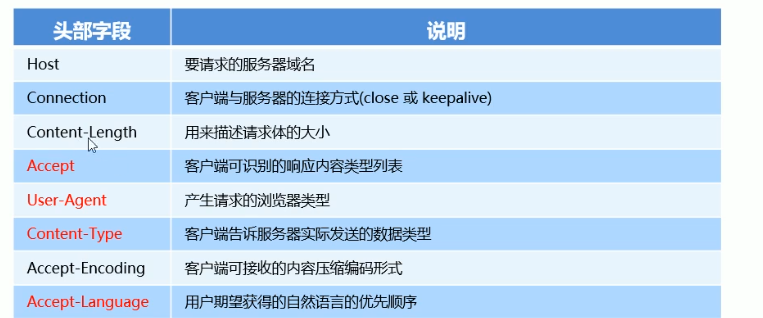 头部字段 说明
Host 要请求的服务器域名
Connection 客户端与服务器的连接方式(close 或 keepalive)
Content-Length 用来描述请求体的大小
Accept 客户端可识别的响应内容类型列表
User-Agent 产生请求的浏览器类型
Content-Type 客户端告诉服务器实际发送的数据类型
Accept-Encoding 客户端可接收的内容压缩编码形式
Accept-Language 用户期望获得的自然语言的优先顺序